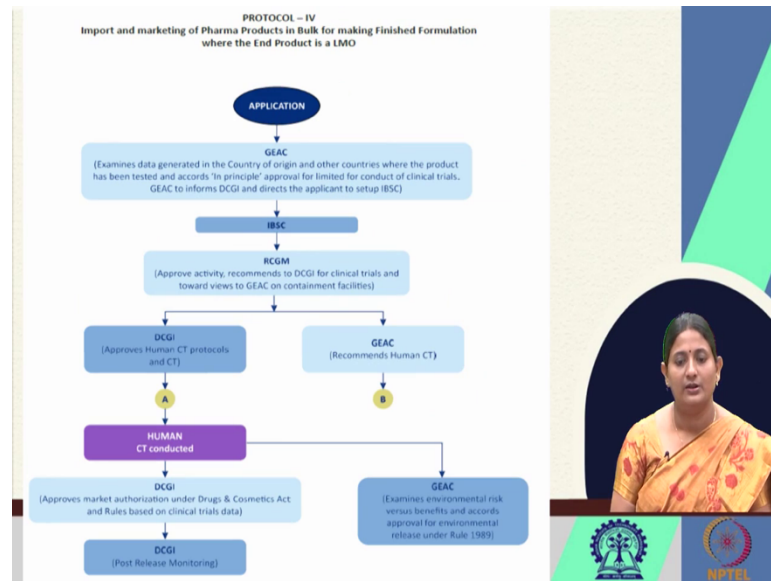 PROTOCOL – IV
Import and marketing of Pharma Products in Bulk for making Finished Formulation
where the End Product is a LMO
APPLICATION
GEAC
(Examines data generated in the Country of origin and other countries where the product
has been tested and accords 'In principle' approval for limited for conduct of clinical trials.
GEAC to informs DCGI and directs the applicant to setup IBSC)
IBSC
RCGM
(Approve activity, recommends to DCGI for clinical trials and
toward views to GEAC on containment facilities)
DCGI
(Approves Human CT protocols
and CT)
GEAC
(Recommends Human CT)
A
B
HUMAN
CT conducted
DCGI
(Approves market authorization under Drugs & Cosmetics Act
and Rules based on clinical trials data)
GEAC
(Examines environmental risk
versus benefits and accords
approval for environmental
release under Rule 1989)
DCGI
(Post Release Monitoring)
NPTEL